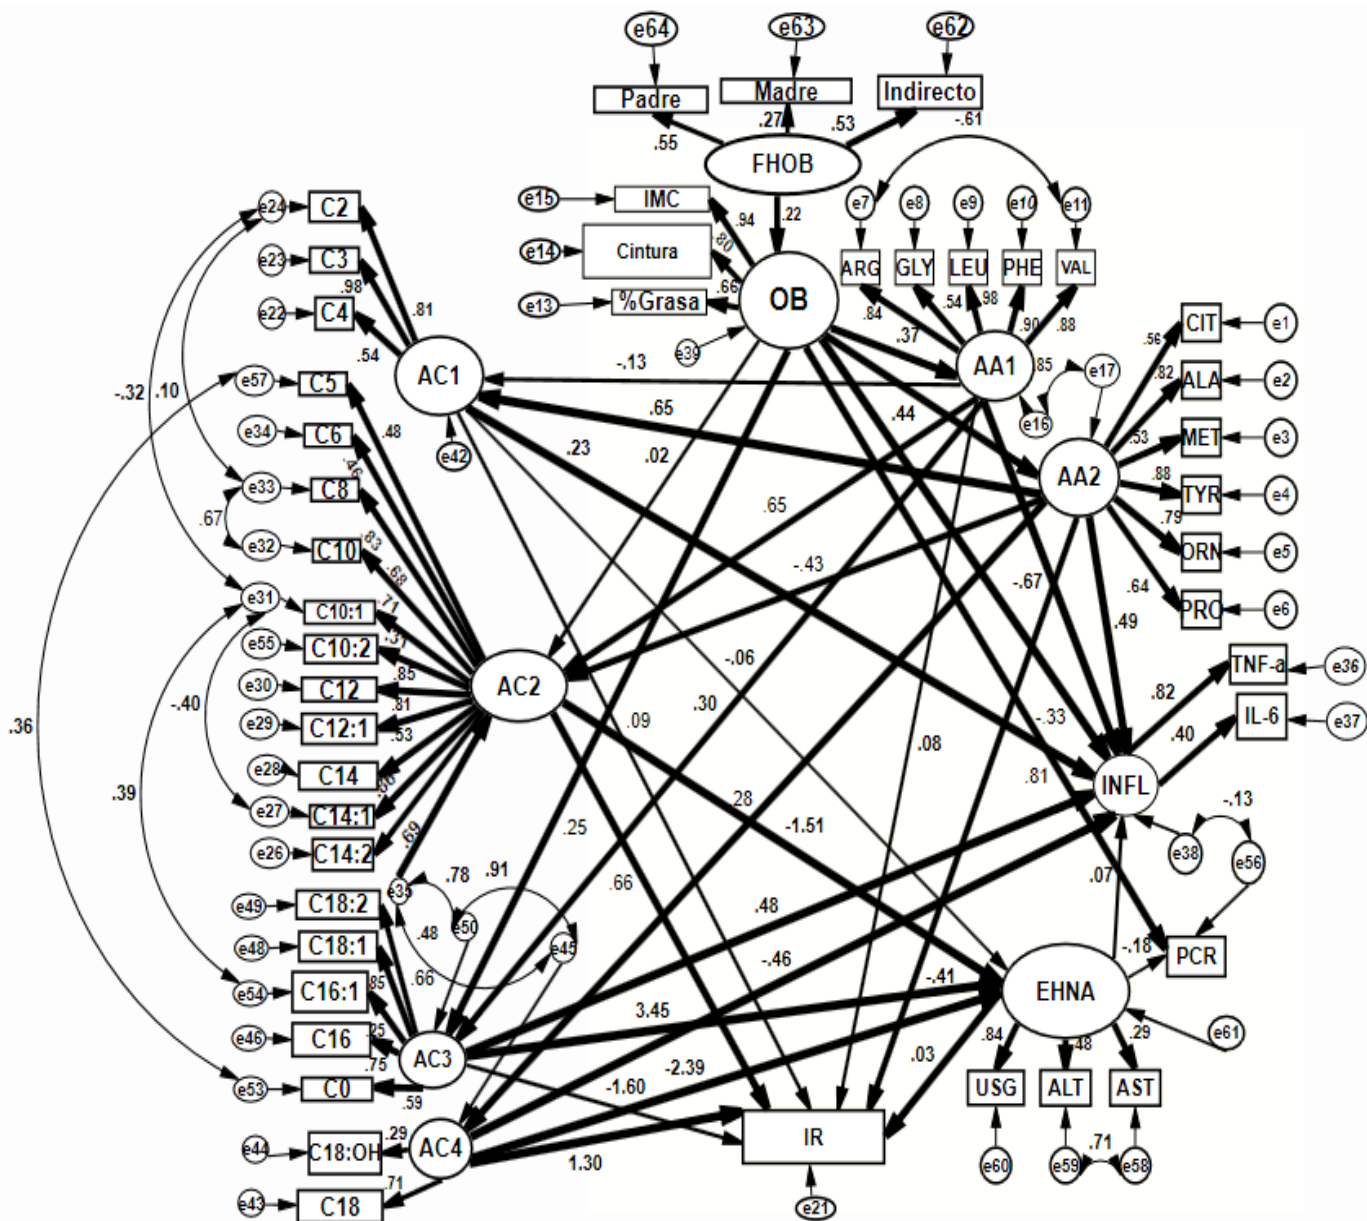 e64
e63
e62
Padre
Madre
Indirecto
.55
.27
.53
-.61
FHOB
.22
e15
IMC
.94
e14
Cintura
.80
e13
%Grasa
.66
OB
e39
e7
e8
e9
e10
e11
ARG
GLY
LEU
PHE
VAL
.84
.54
.98
.90
.88
.37
AA1
.85
e16
e17
CIT
e1
.56
ALA
e2
.82
MET
e3
.53
TYR
e4
.88
ORN
e5
.79
PRO
e6
.64
AA2
e24
C2
e23
C3
.98
e22
C4
.81
.54
AC1
e42
-.13
.65
.44
.23
.02
.65
-.43
-.67
.49
-.32
.10
e57
C5
.48
e34
C6
.46
e33
C8
.67
.83
e32
C10
.68
e31
C10:1
.71
e55
C10:2
.31
e30
C12
.85
e29
C12:1
.81
e28
C14
.53
e27
C14:1
e26
C14:2
.69
AC2
-.06
.30
.09
.08
-.33
.81
TNF-a
e36
.82
IL-6
e37
.40
INFL
-.13
e38
e56
.36
-.40
.39
.28
-1.51
.25
.66
.07
-.18
PCR
e35
.78
.91
e50
.48
e45
e49
C18:2
e48
C18:1
.66
e54
C16:1
.85
e46
C16
.25
e53
C0
.75
.59
AC3
.48
-.46
-.41
3.45
-2.39
-1.60
.03
EHNA
.84
.48
.29
e61
USG
ALT
AST
e60
e59
.71
e58
e44
C18:OH
.29
e43
C18
.71
AC4
1.30
IR
e21